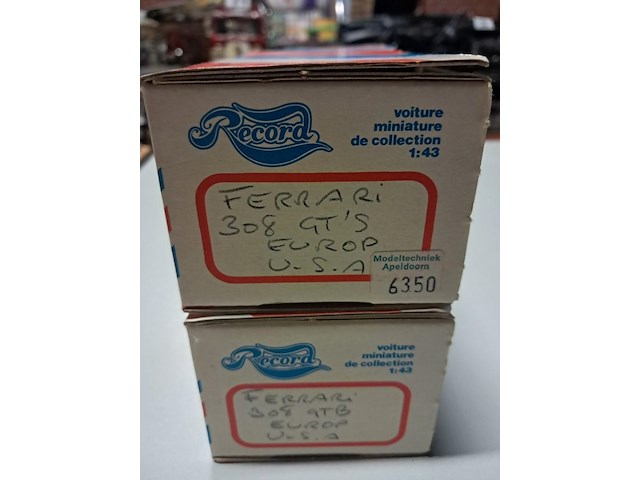 Record
voiture
miniature
de collection
1:43
FERRARi
308 GT'S
EUROP
U.S.A
Modeltechniek
Apeldoorn
6350
Record
voiture
miniature
de collection
1:43
FERRARi
308 GTB
EUROP
U.S.A